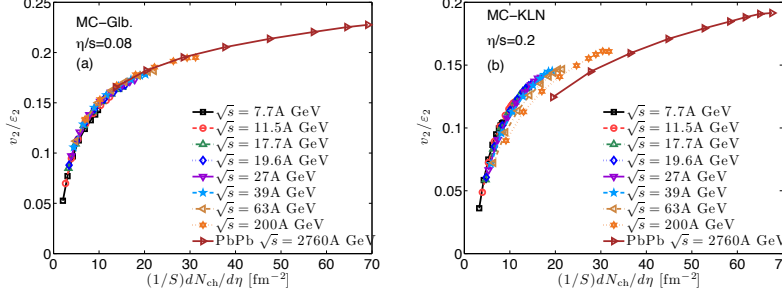 MC-Glb.
η/s=0.08
(a)
v₂/ε₂
0.25
0.2
0.15
0.1
0.05
0
√s = 7.7A GeV
√s = 11.5A GeV
√s = 17.7A GeV
√s = 19.6A GeV
√s = 27A GeV
√s = 39A GeV
√s = 63A GeV
√s = 200A GeV
PbPb √s = 2760A GeV
0 10 20 30 40 50 60 70
(1/S)dN_ch/dη [fm⁻²]
MC-KLN
η/s=0.2
(b)
v₂/ε₂
0.2
0.15
0.1
0.05
0
√s = 7.7A GeV
√s = 11.5A GeV
√s = 17.7A GeV
√s = 19.6A GeV
√s = 27A GeV
√s = 39A GeV
√s = 63A GeV
√s = 200A GeV
PbPb √s = 2760A GeV
0 10 20 30 40 50 60
(1/S)dN_ch/dη [fm⁻²]